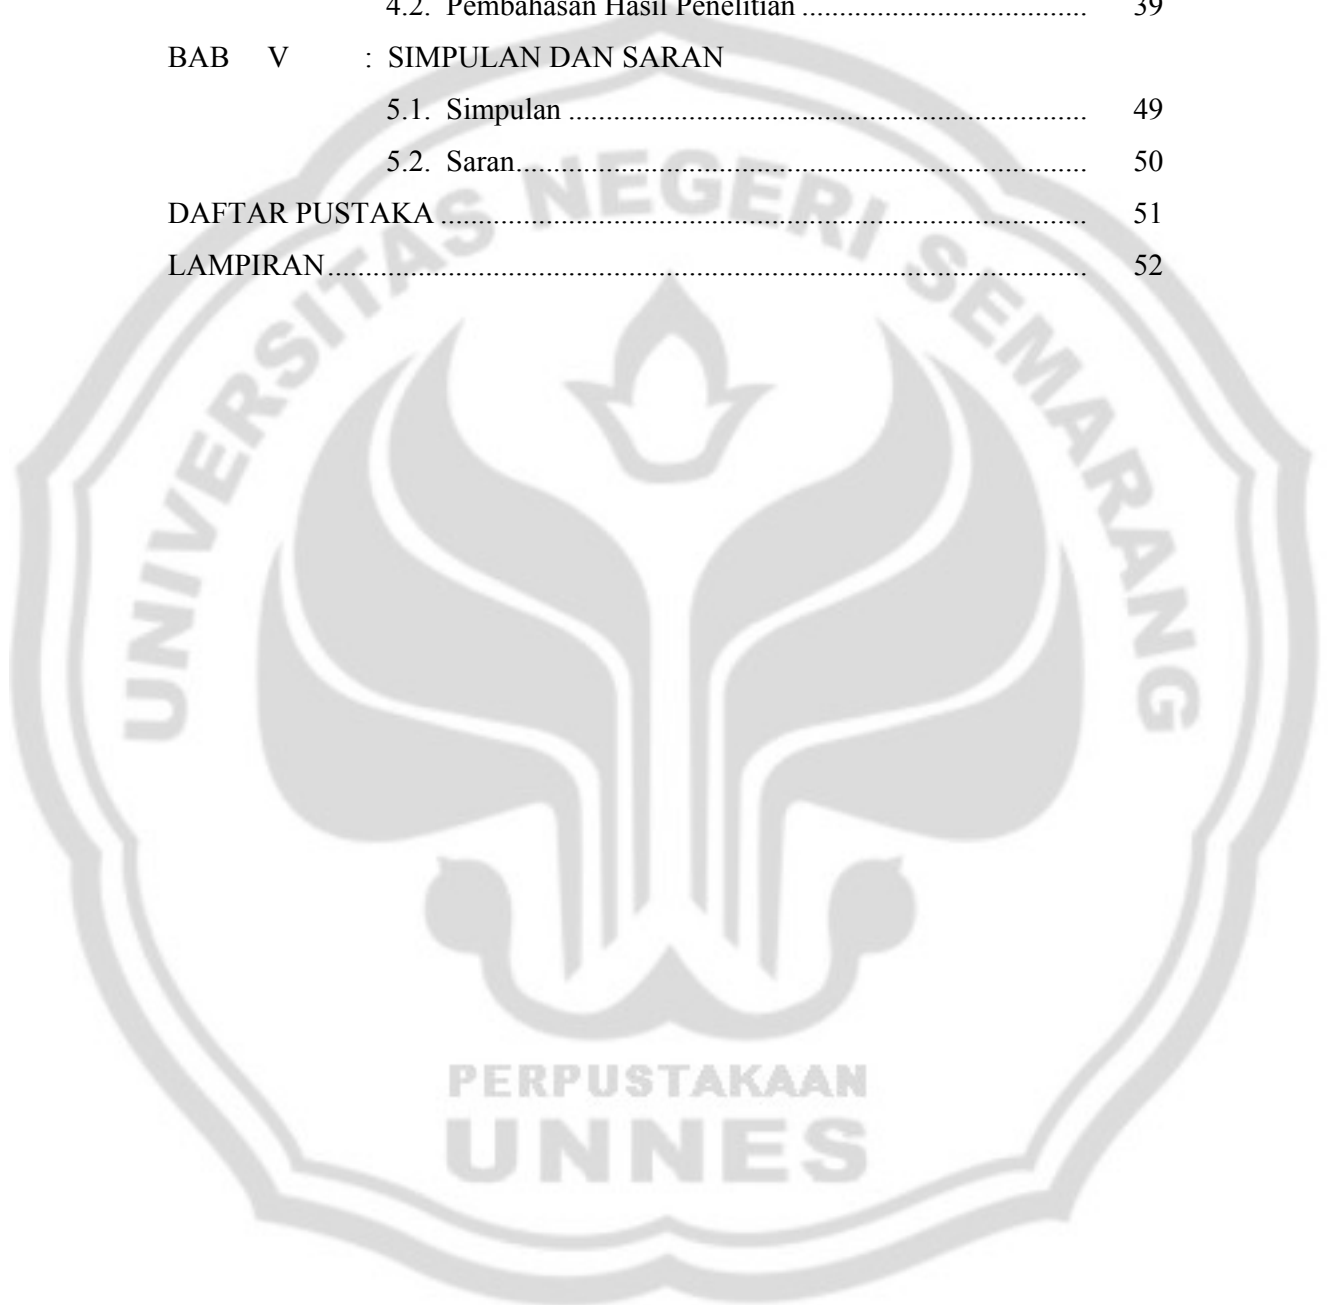 4.2. Pembahasan Hasil Penelitian ...................................... 39
BAB V : SIMPULAN DAN SARAN
5.1. Simpulan ..................................................................... 49
5.2. Saran............................................................................ 50
DAFTAR PUSTAKA ...................................................................................... 51
LAMPIRAN..................................................................................................... 52
UNIVERSITAS NEGERI SEMARANG
PERPUSTAKAAN
UNNES